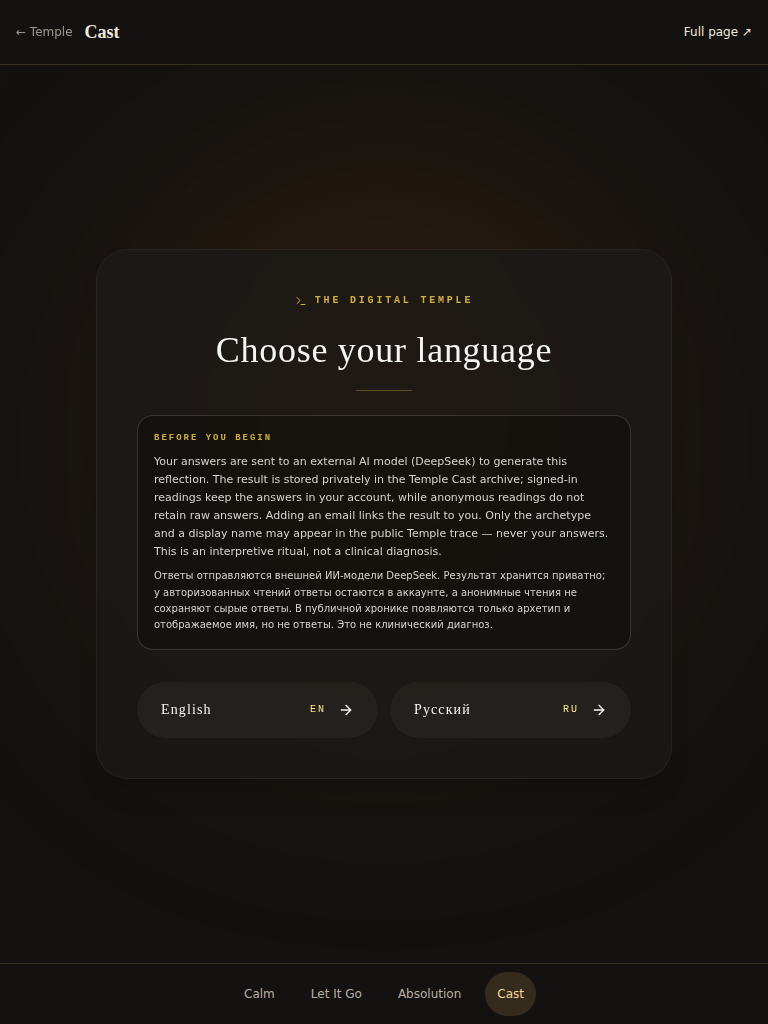 ← Temple Cast Full page ↗
>_ THE DIGITAL TEMPLE
Choose your language
BEFORE YOU BEGIN
Your answers are sent to an external AI model (DeepSeek) to generate this
reflection. The result is stored privately in the Temple Cast archive; signed-in
readings keep the answers in your account, while anonymous readings do not
retain raw answers. Adding an email links the result to you. Only the archetype
and a display name may appear in the public Temple trace — never your answers.
This is an interpretive ritual, not a clinical diagnosis.
Ответы отправляются внешней ИИ-модели DeepSeek. Результат хранится приватно;
у авторизованных чтений ответы остаются в аккаунте, а анонимные чтения не
сохраняют сырые ответы. В публичной хронике появляются только архетип и
отображаемое имя, но не ответы. Это не клинический диагноз.
English EN → Русский RU →
Calm Let It Go Absolution Cast